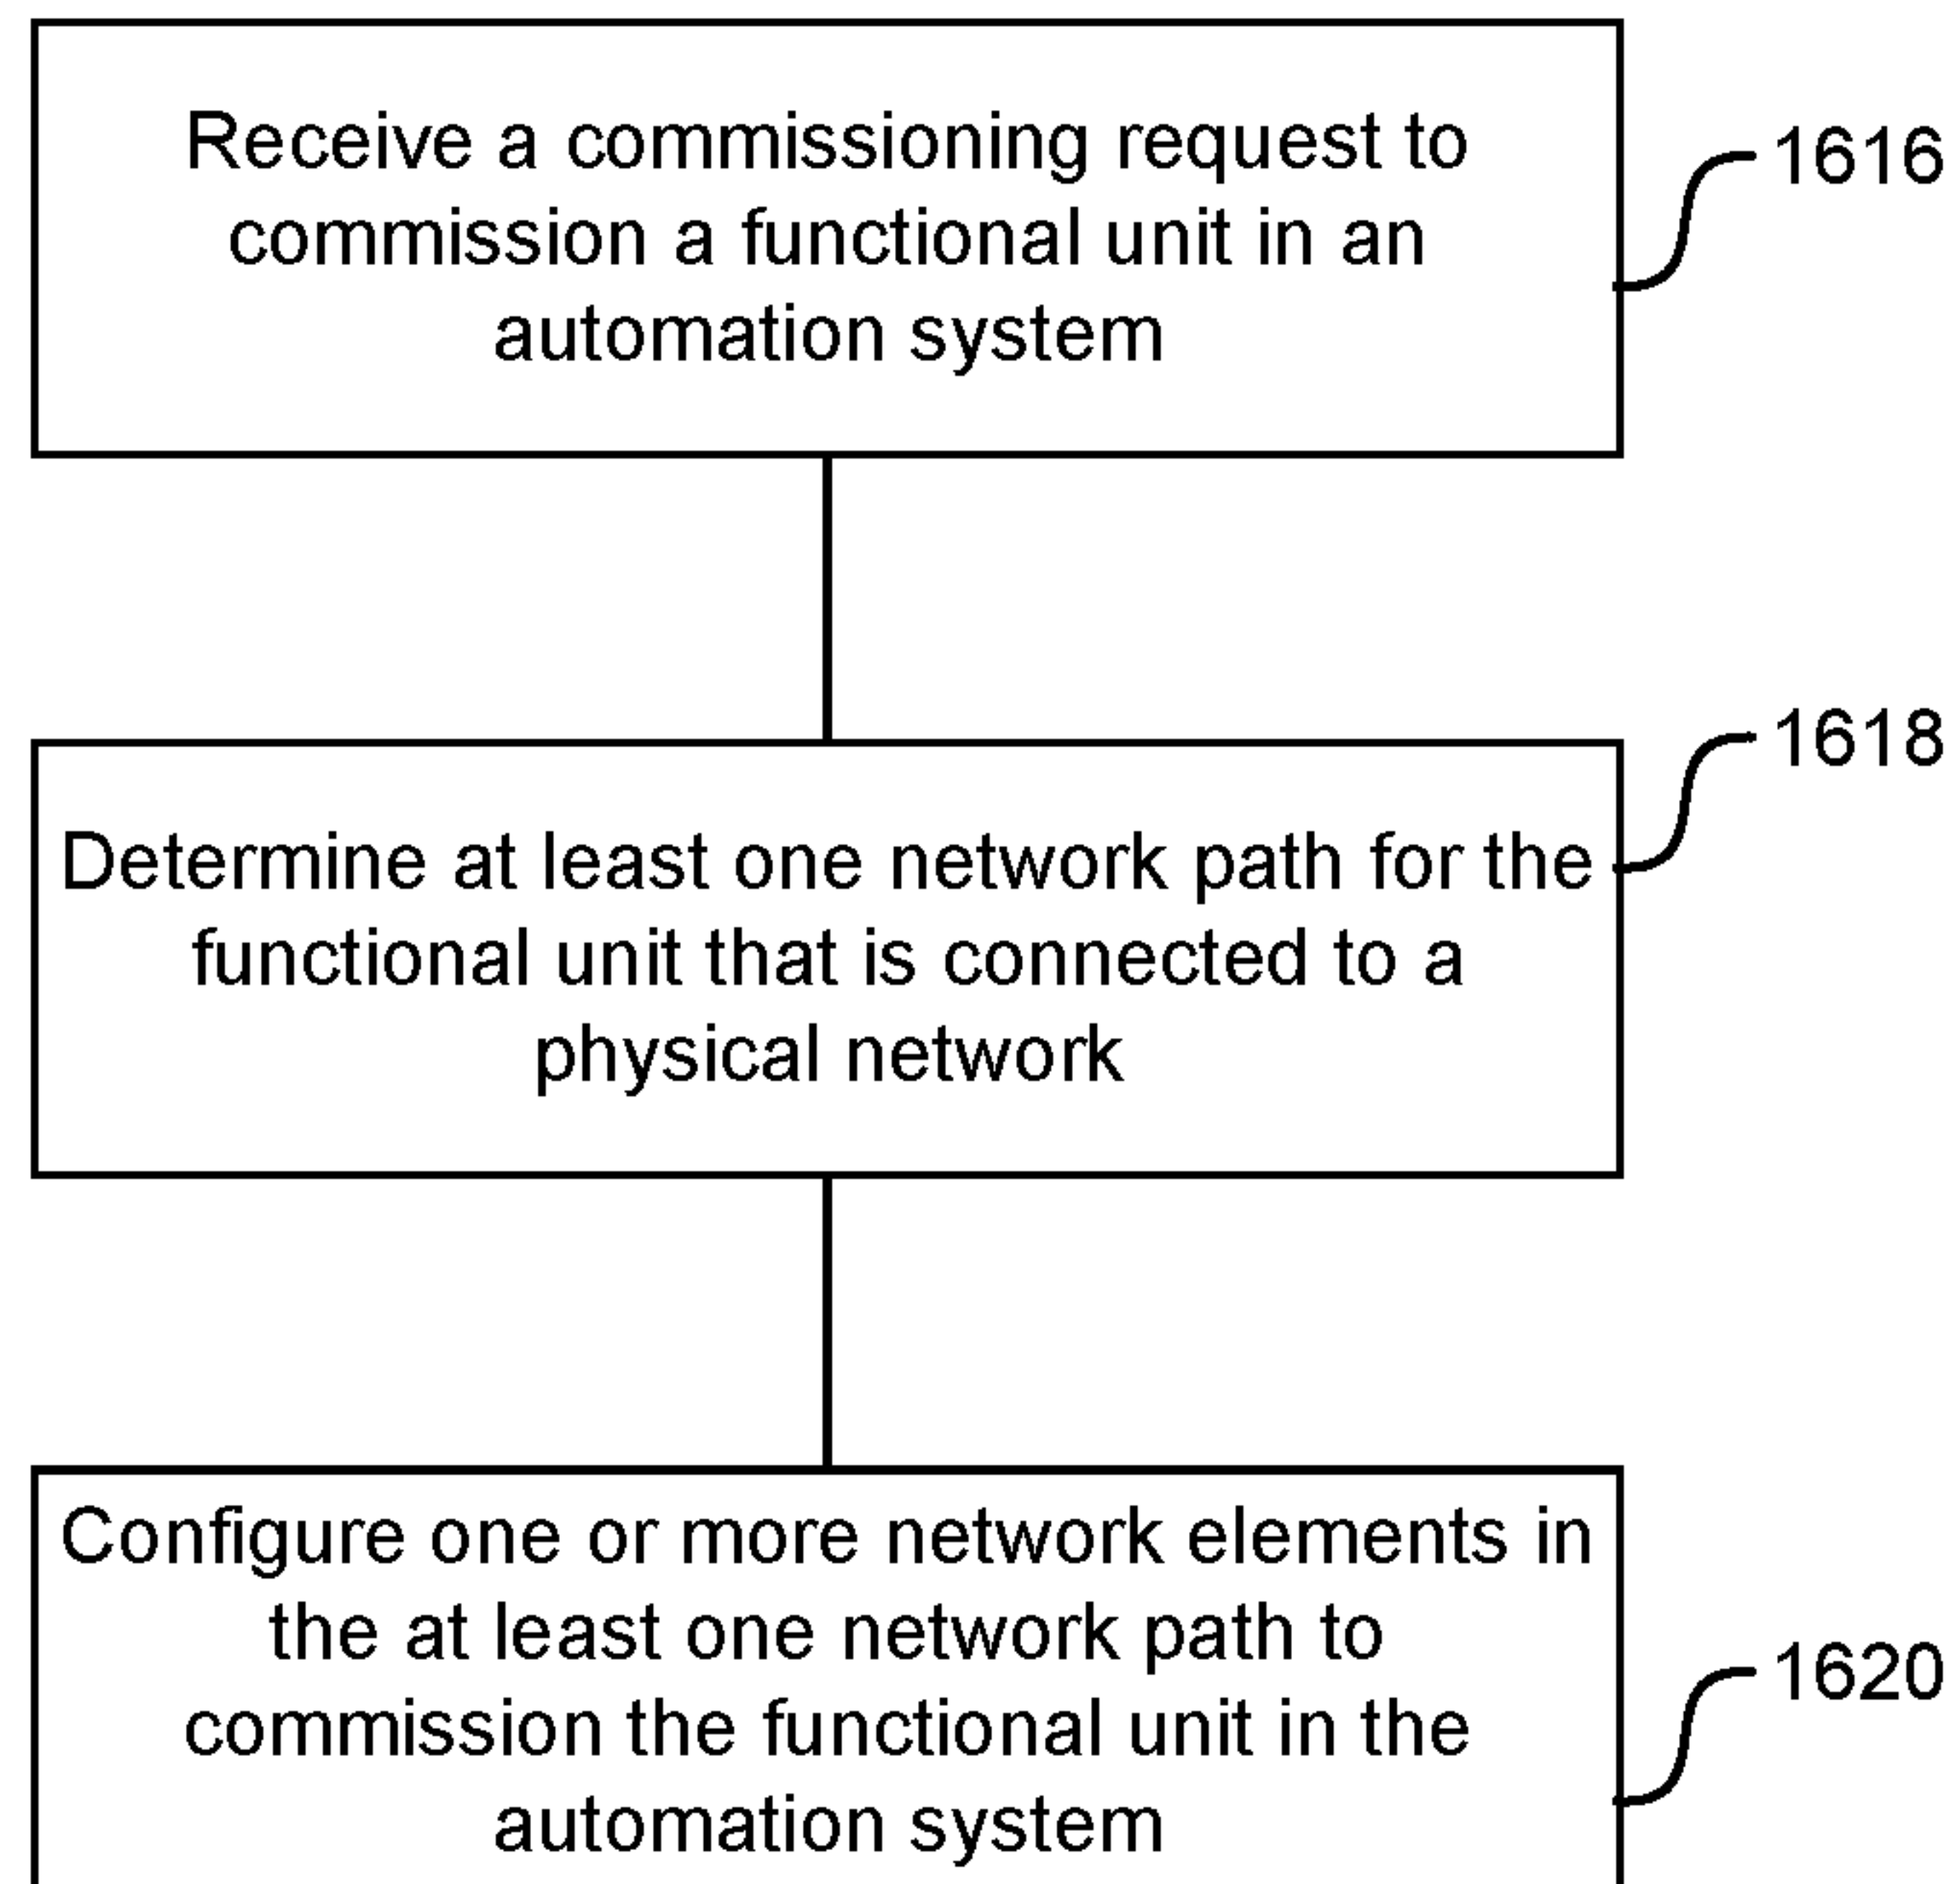 Receive a commissioning request to
commission a functional unit in an
automation system
1616
Determine at least one network path for the
functional unit that is connected to a
physical network
1618
Configure one or more network elements in
the at least one network path to
commission the functional unit in the
automation system
1620